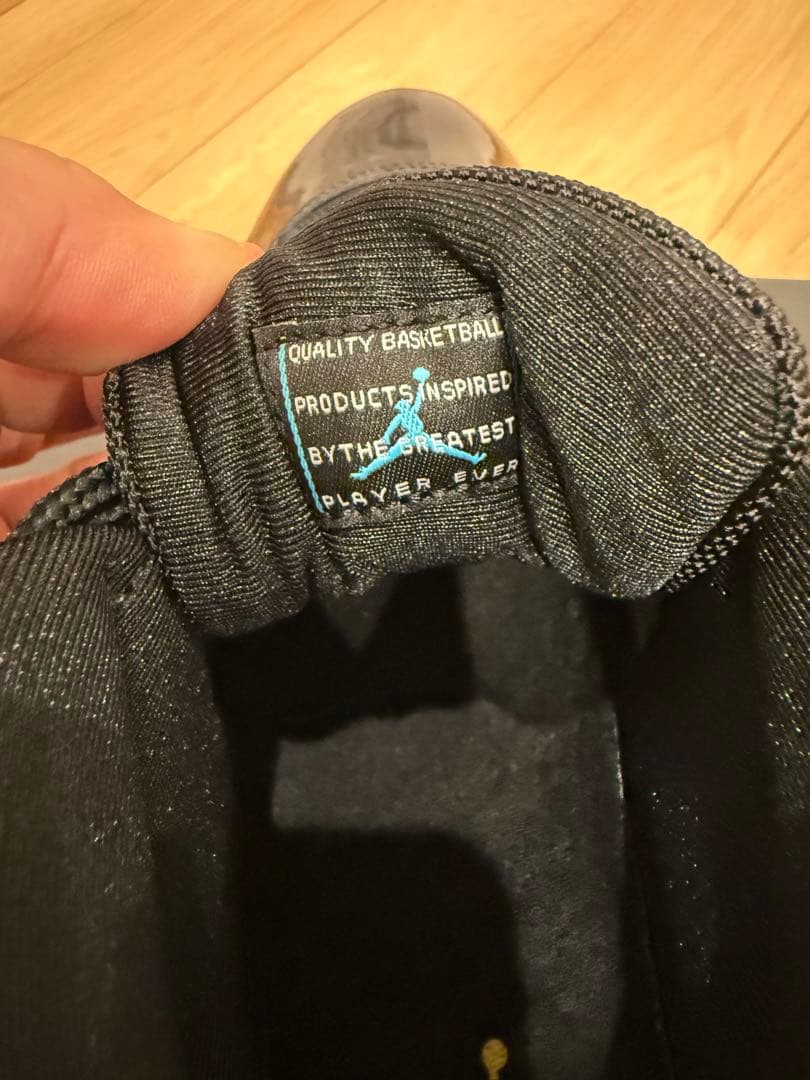 QUALITY BASKETBALL
PRODUCTS INSPIRED
BY THE GREATEST
PLAYER EVER